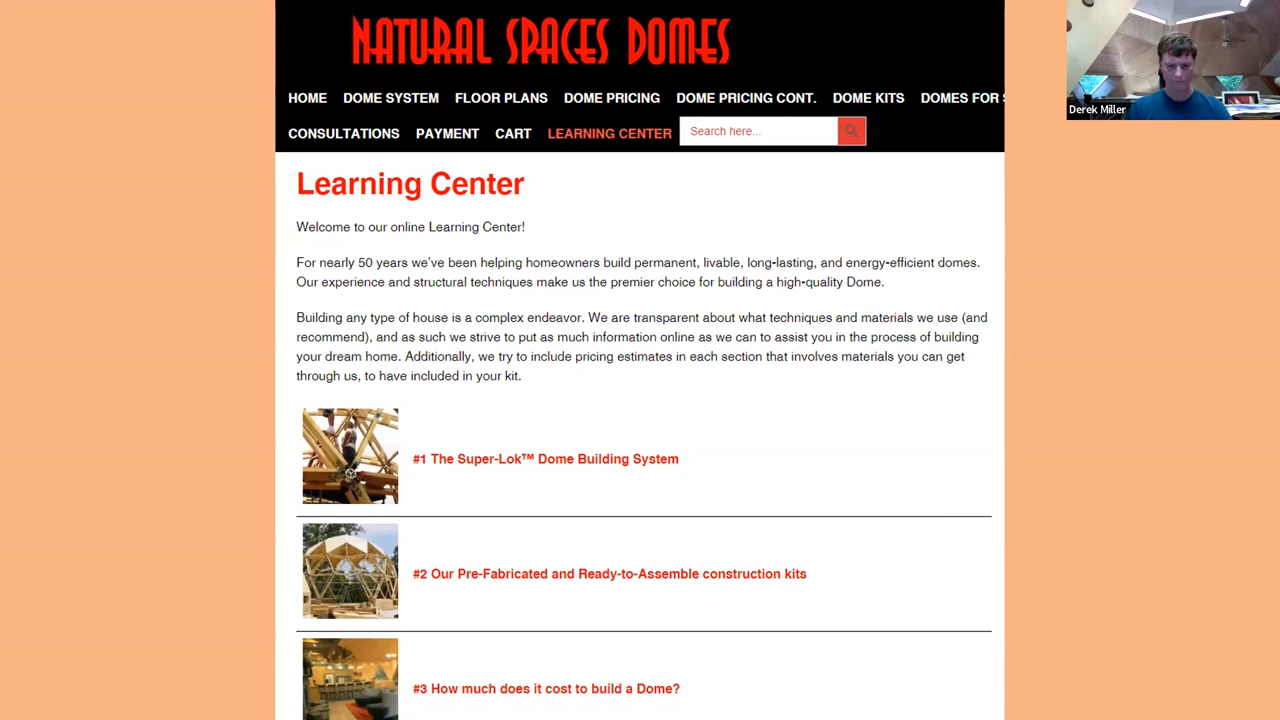 NATURAL SPACES DOMES
HOME DOME SYSTEM FLOOR PLANS DOME PRICING DOME PRICING CONT. DOME KITS DOMES FOR
CONSULTATIONS PAYMENT CART LEARNING CENTER Search here...
Derek Miller
Learning Center
Welcome to our online Learning Center!
For nearly 50 years we've been helping homeowners build permanent, livable, long-lasting, and energy-efficient domes.
Our experience and structural techniques make us the premier choice for building a high-quality Dome.
Building any type of house is a complex endeavor. We are transparent about what techniques and materials we use (and
recommend), and as such we strive to put as much information online as we can to assist you in the process of building
your dream home. Additionally, we try to include pricing estimates in each section that involves materials you can get
through us, to have included in your kit.
#1 The Super-Lok™ Dome Building System
#2 Our Pre-Fabricated and Ready-to-Assemble construction kits
#3 How much does it cost to build a Dome?